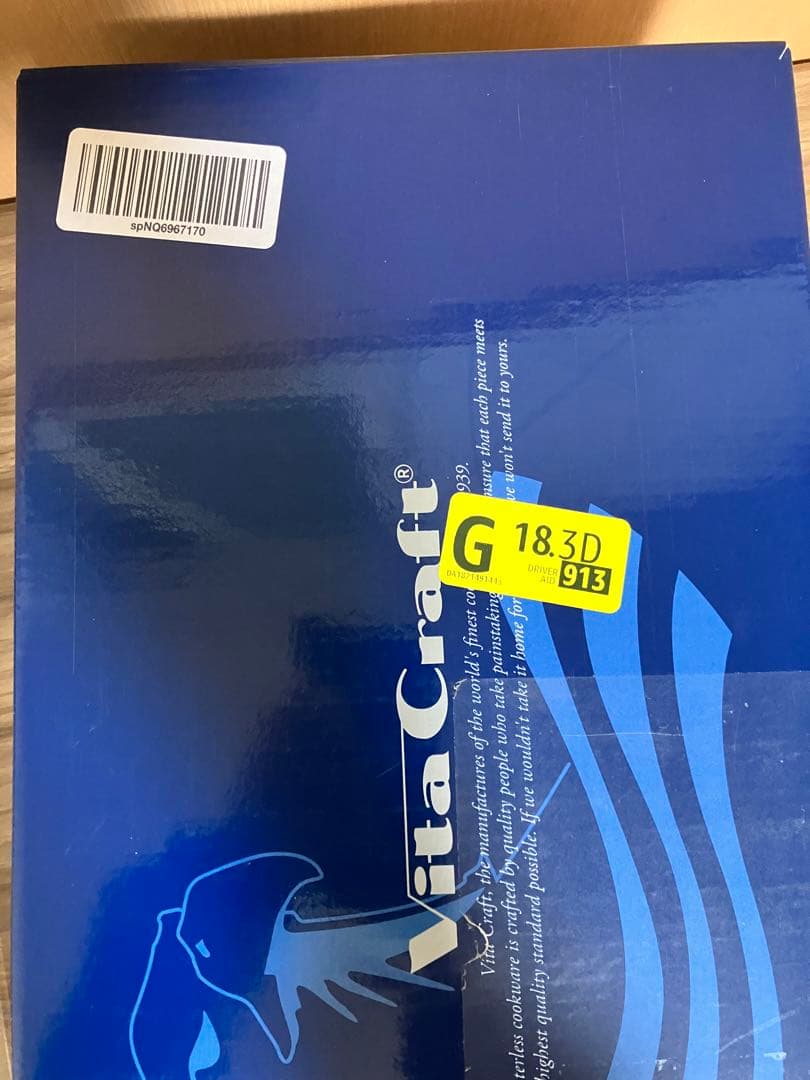 spNQ6967170
Vita Craft®
Vita Craft, the manufactures of the world's finest 939.
terless cookware is crafted by quality people who take painstaking nsure that each piece meets
highest quality standard possible. If we wouldn't take it home for ve won't send it to yours.
G 18.3D
DRIVER
AID 913